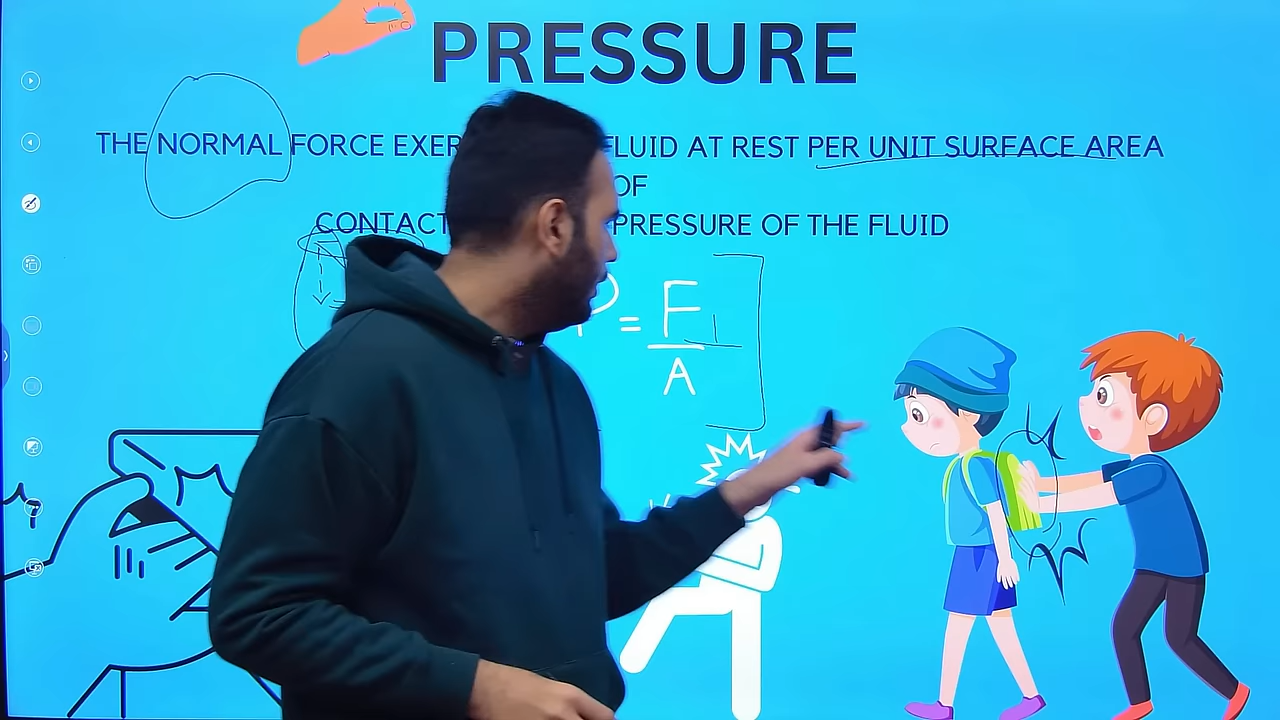 PRESSURE
THE NORMAL FORCE EXER FLUID AT REST PER UNIT SURFACE AREA
OF
CONTACT PRESSURE OF THE FLUID
P = F⊥
A